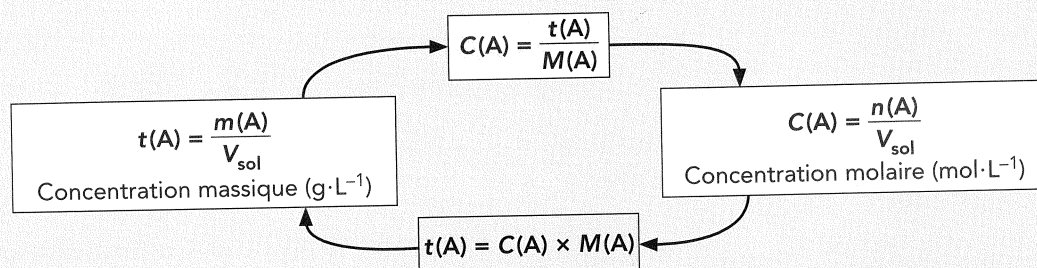 C(A) = t(A) / M(A)
t(A) = m(A) / V_sol
Concentration massique (g·L⁻¹)
C(A) = n(A) / V_sol
Concentration molaire (mol·L⁻¹)
t(A) = C(A) × M(A)